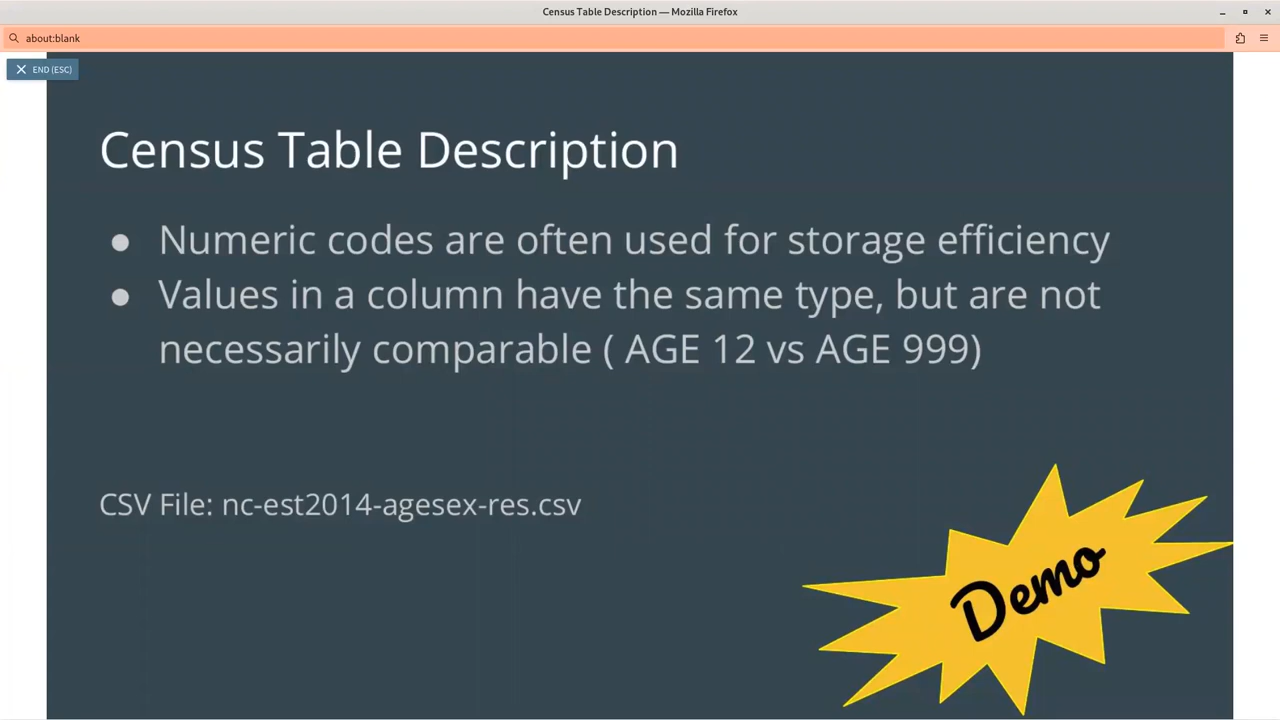 Census Table Description — Mozilla Firefox
about:blank
END (ESC)
Census Table Description
● Numeric codes are often used for storage efficiency
● Values in a column have the same type, but are not
necessarily comparable ( AGE 12 vs AGE 999)
CSV File: nc-est2014-agesex-res.csv
Demo